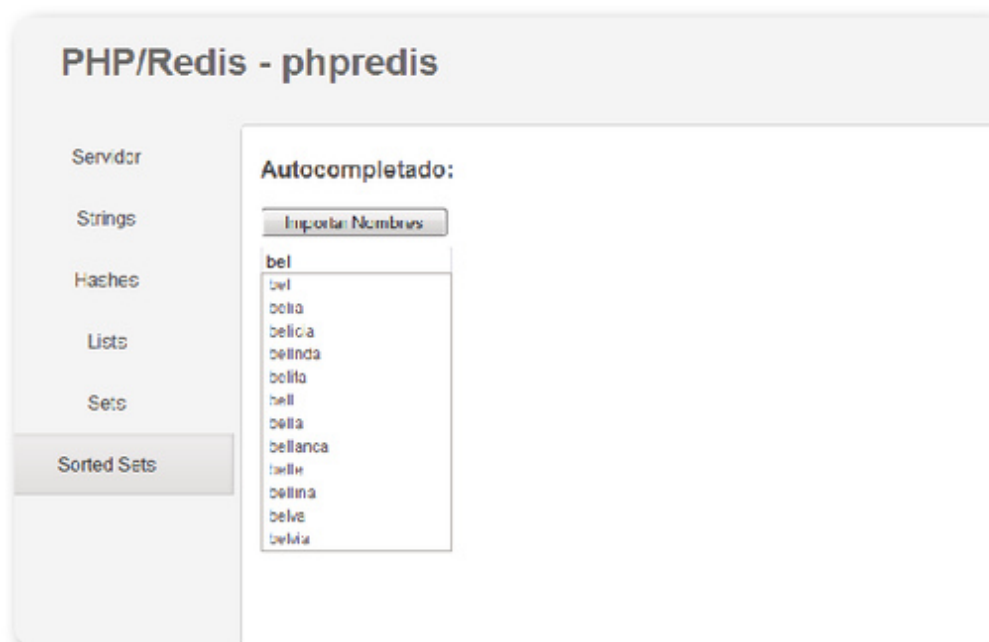 PHP/Redis - phpredis
Servidor
Strings
Hashes
Lists
Sets
Sorted Sets
Autocompletado:
Importar Nombres
bel
bel
belia
belicia
belinda
belita
bell
bella
bellanca
belle
bellina
belva
belvia